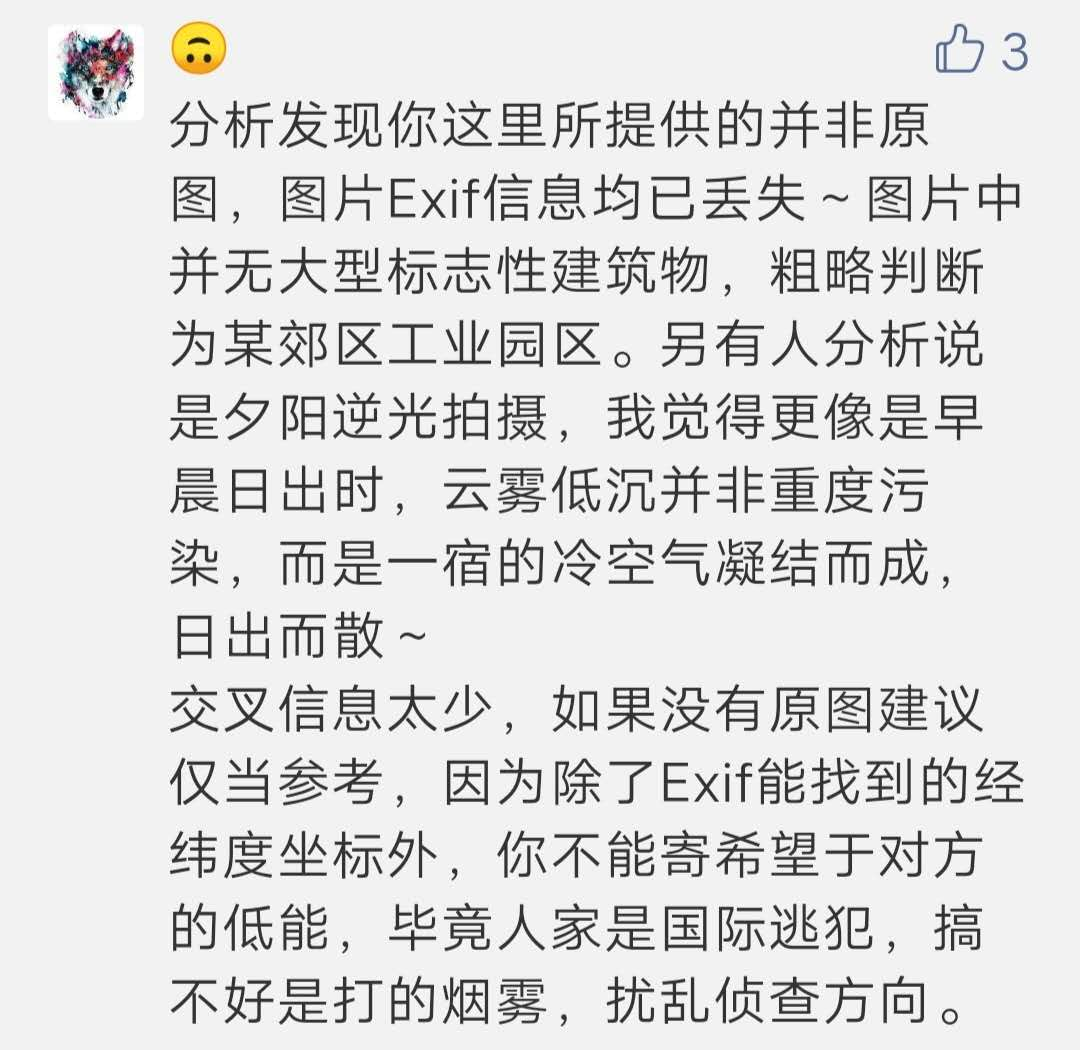 🙃
3
分析发现你这里所提供的并非原
图，图片Exif信息均已丢失~图片中
并无大型标志性建筑物，粗略判断
为某郊区工业园区。另有人分析说
是夕阳逆光拍摄，我觉得更像是早
晨日出时，云雾低沉并非重度污
染，而是一宿的冷空气凝结而成，
日出而散~
交叉信息太少，如果没有原图建议
仅当参考，因为除了Exif能找到的经
纬度坐标外，你不能寄希望于对方
的低能，毕竟人家是国际逃犯，搞
不好是打的烟雾，扰乱侦查方向。